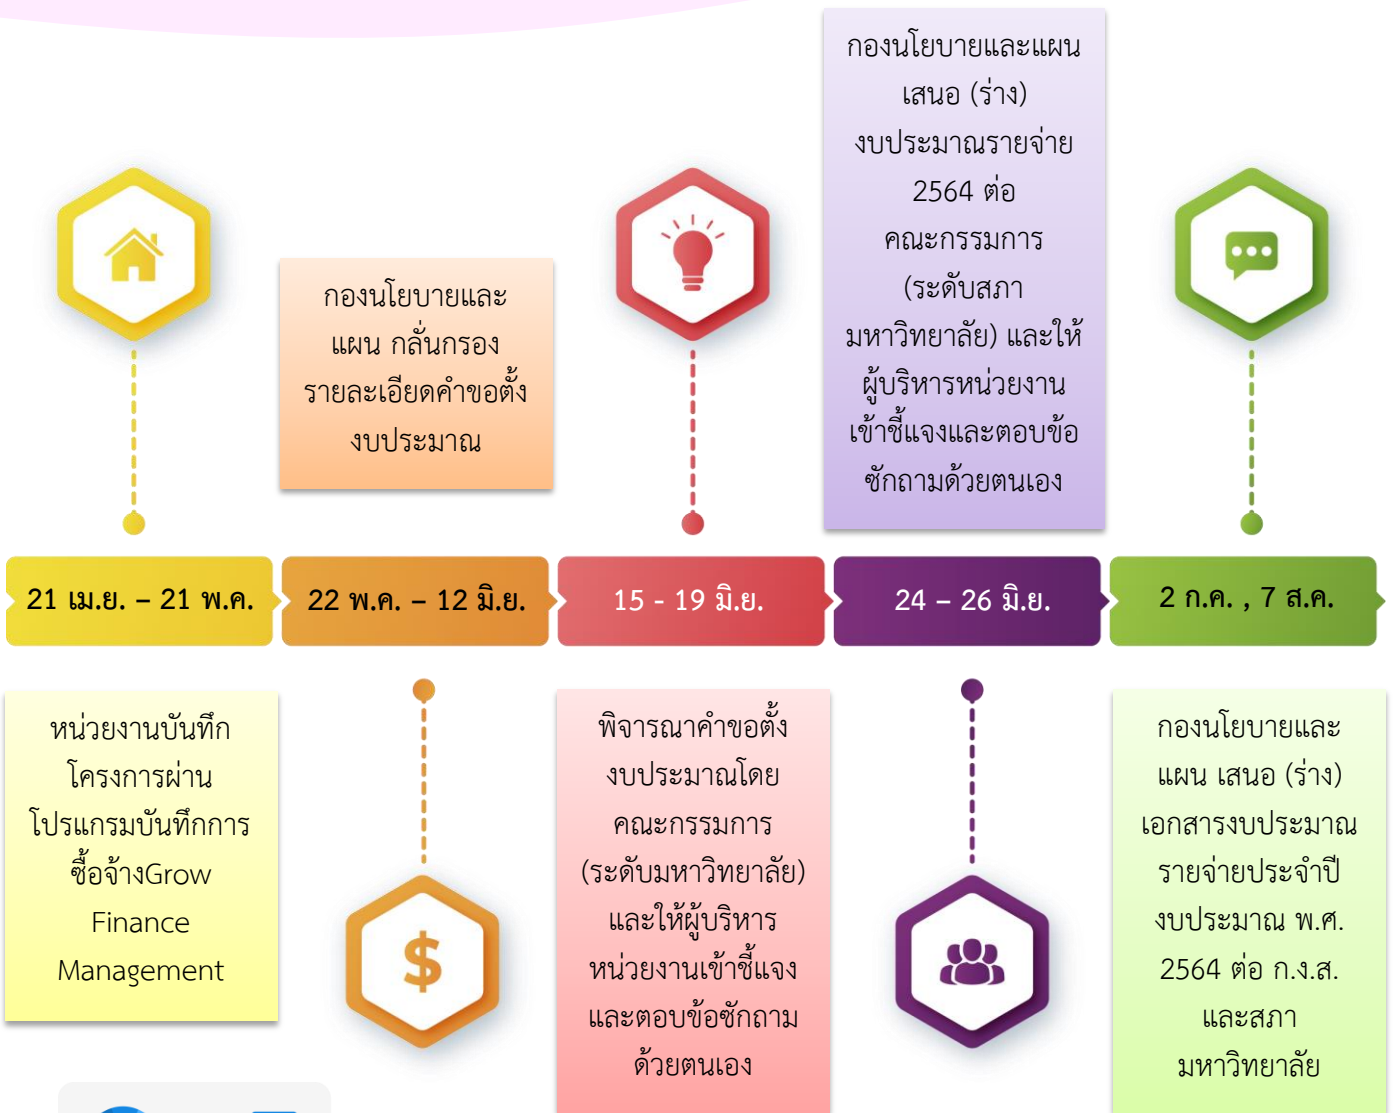 กองนโยบายและแผน
เสนอ (ร่าง)
งบประมาณรายจ่าย
2564 ต่อ
คณะกรรมการ
(ระดับสภา
มหาวิทยาลัย) และให้
ผู้บริหารหน่วยงาน
เข้าชี้แจงและตอบข้อ
ซักถามด้วยตนเอง
กองนโยบายและ
แผน กลั่นกรอง
รายละเอียดคำขอตั้ง
งบประมาณ
21 เม.ย. – 21 พ.ค.
22 พ.ค. – 12 มิ.ย.
15 - 19 มิ.ย.
24 – 26 มิ.ย.
2 ก.ค. , 7 ส.ค.
หน่วยงานบันทึก
โครงการผ่าน
โปรแกรมบันทึกการ
ซื้อจ้างGrow
Finance
Management
พิจารณาคำขอตั้ง
งบประมาณโดย
คณะกรรมการ
(ระดับมหาวิทยาลัย)
และให้ผู้บริหาร
หน่วยงานเข้าชี้แจง
และตอบข้อซักถาม
ด้วยตนเอง
กองนโยบายและ
แผน เสนอ (ร่าง)
เอกสารงบประมาณ
รายจ่ายประจำปี
งบประมาณ พ.ศ.
2564 ต่อ ก.ง.ส.
และสภา
มหาวิทยาลัย